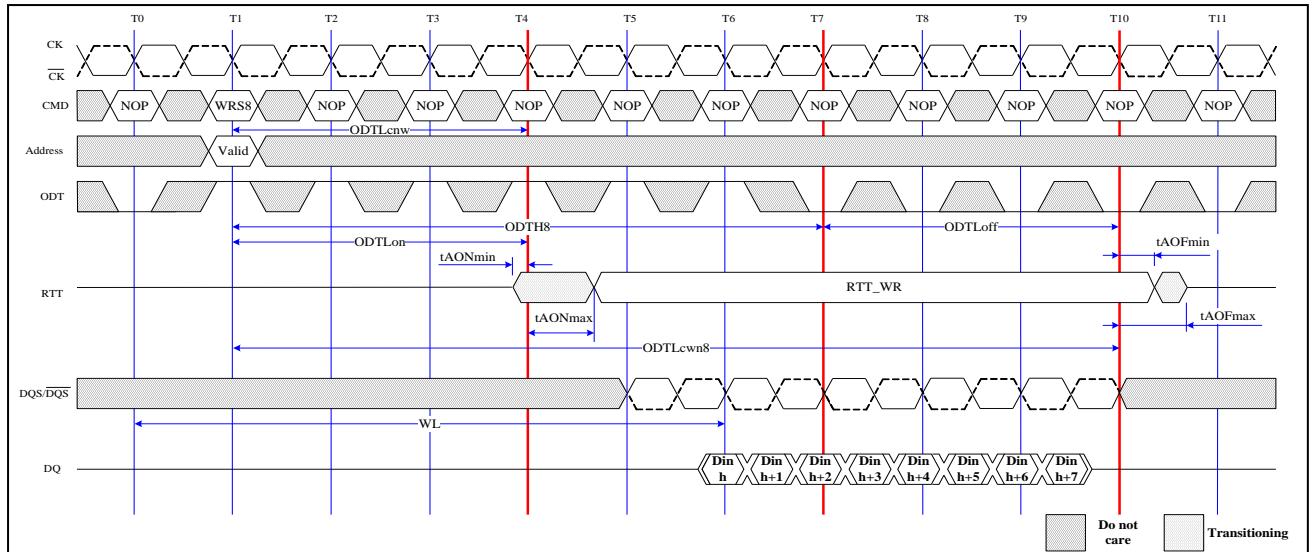 T0 T1 T2 T3 T4 T5 T6 T7 T8 T9 T10 T11
CK
CK
CMD NOP WRS8 NOP NOP NOP NOP NOP NOP NOP NOP NOP NOP
ODTLcnw
Address Valid
ODT
ODTH8 ODTLoff
ODTLon
tAONmin tAOFmin
RTT RTT_WR
tAONmax tAOFmax
ODTLcwn8
DQS/DQS
WL
DQ Din h Din h+1 Din h+2 Din h+3 Din h+4 Din h+5 Din h+6 Din h+7
Do not care Transitioning